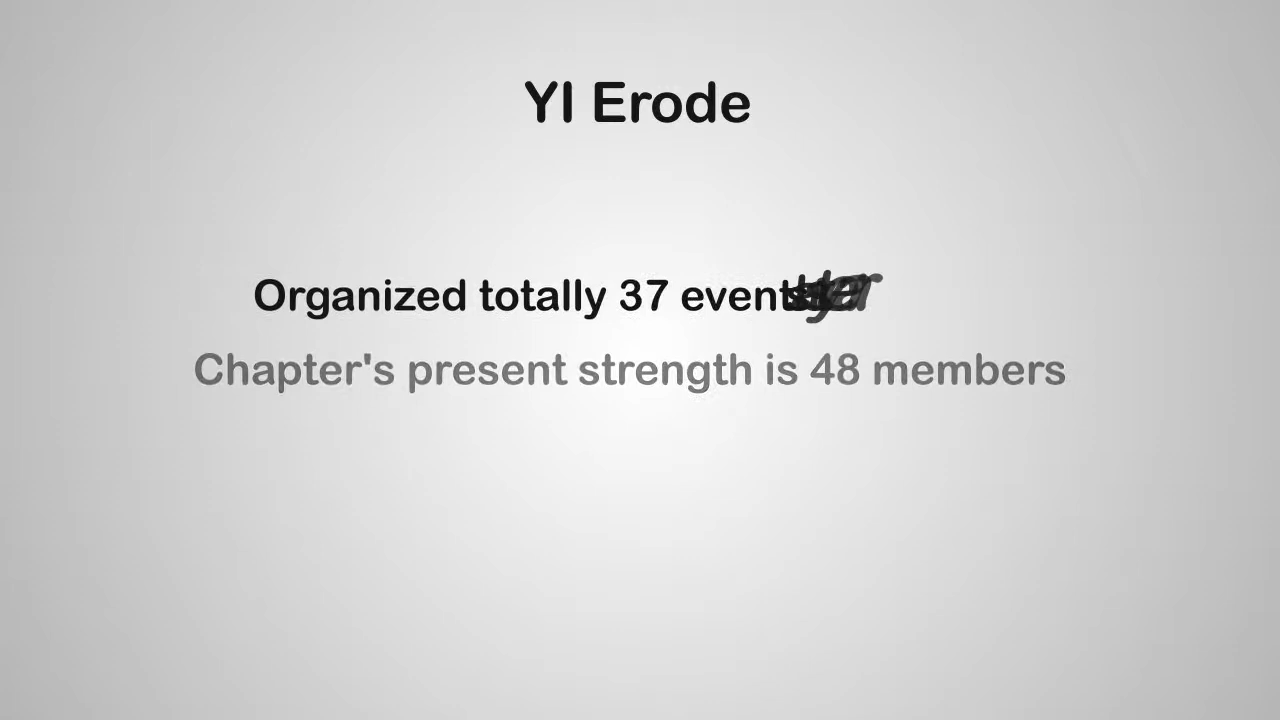 YI Erode
Organized totally 37 events
Chapter's present strength is 48 members